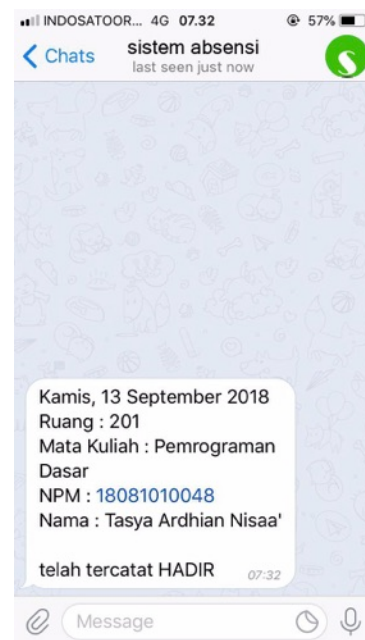 INDOSATOOR... 4G 07.32 57%
Chats sistem absensi
last seen just now
S
Kamis, 13 September 2018
Ruang : 201
Mata Kuliah : Pemrograman
Dasar
NPM : 18081010048
Nama : Tasya Ardhian Nisaa'
telah tercatat HADIR 07:32
Message